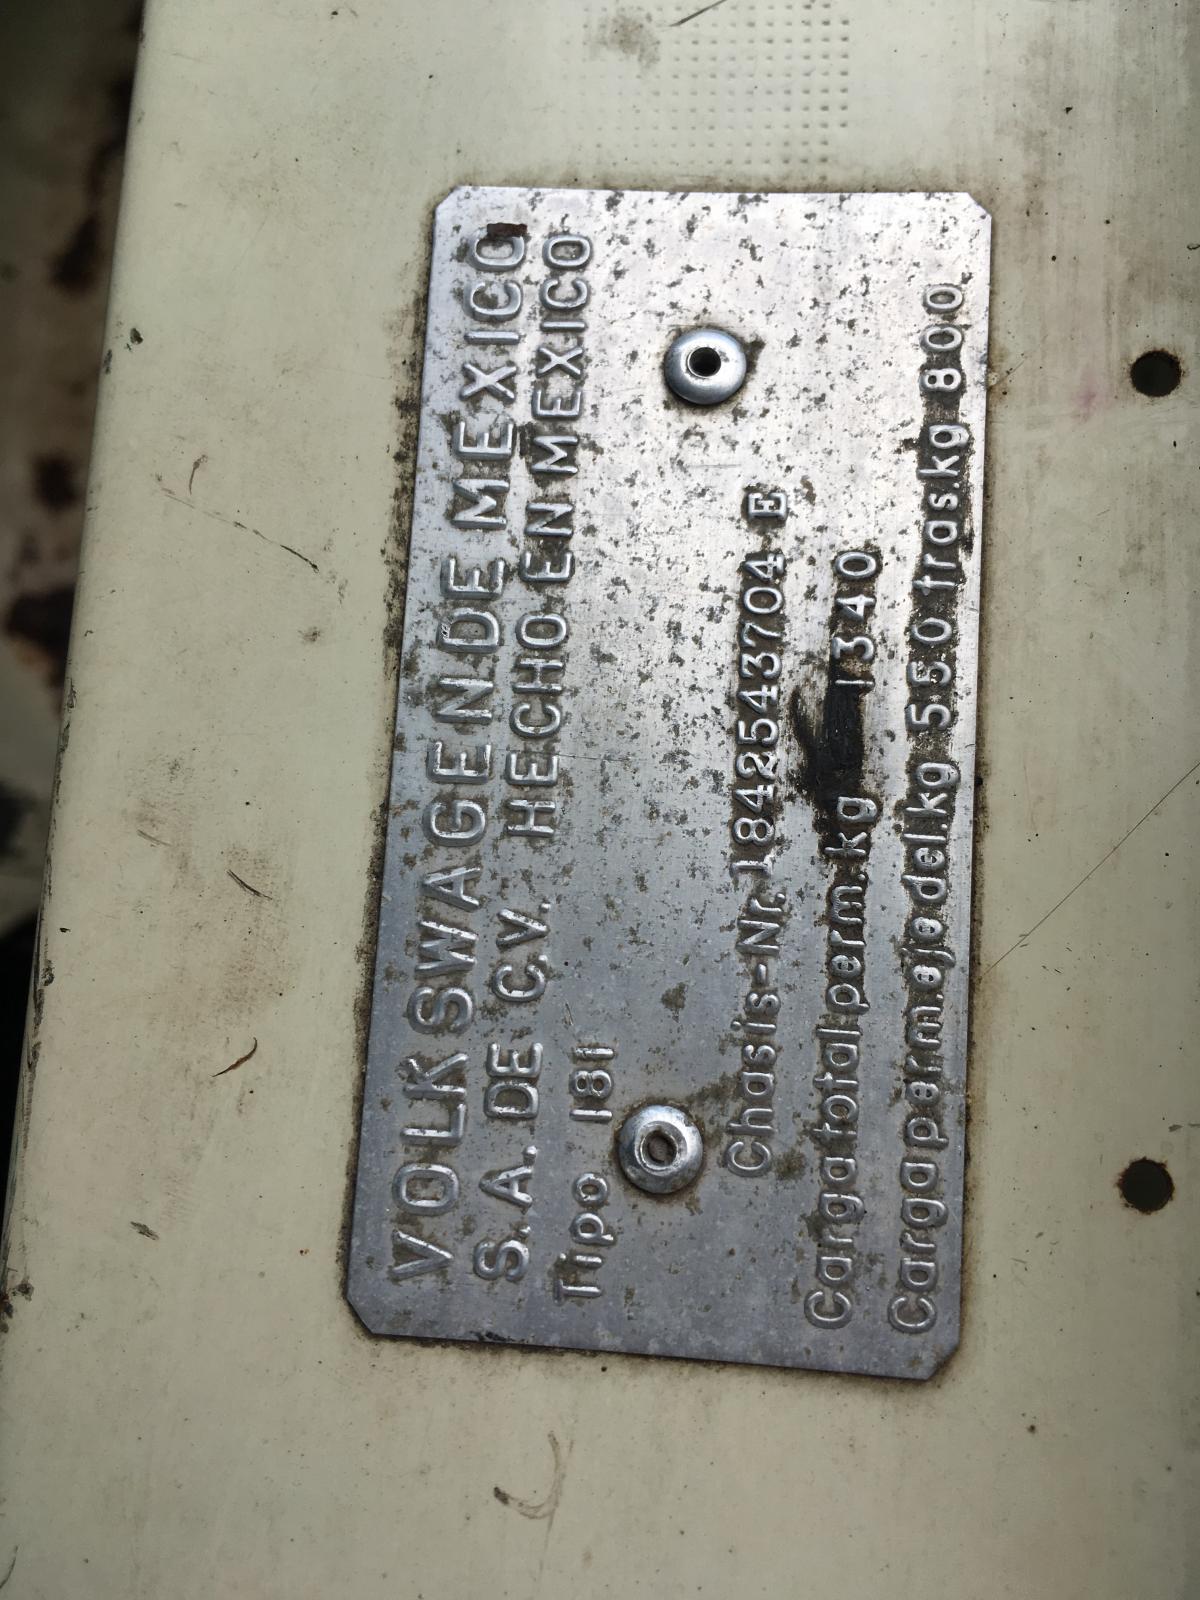 VOLKSWAGEN DE MEXICO
S.A. DE C.V. HECHO EN MEXICO
Tipo 181
Chasis-Nr. 1842543704 E
Carga total perm.kg 1340
Carga perm.eje del.kg 550 tras.kg 800